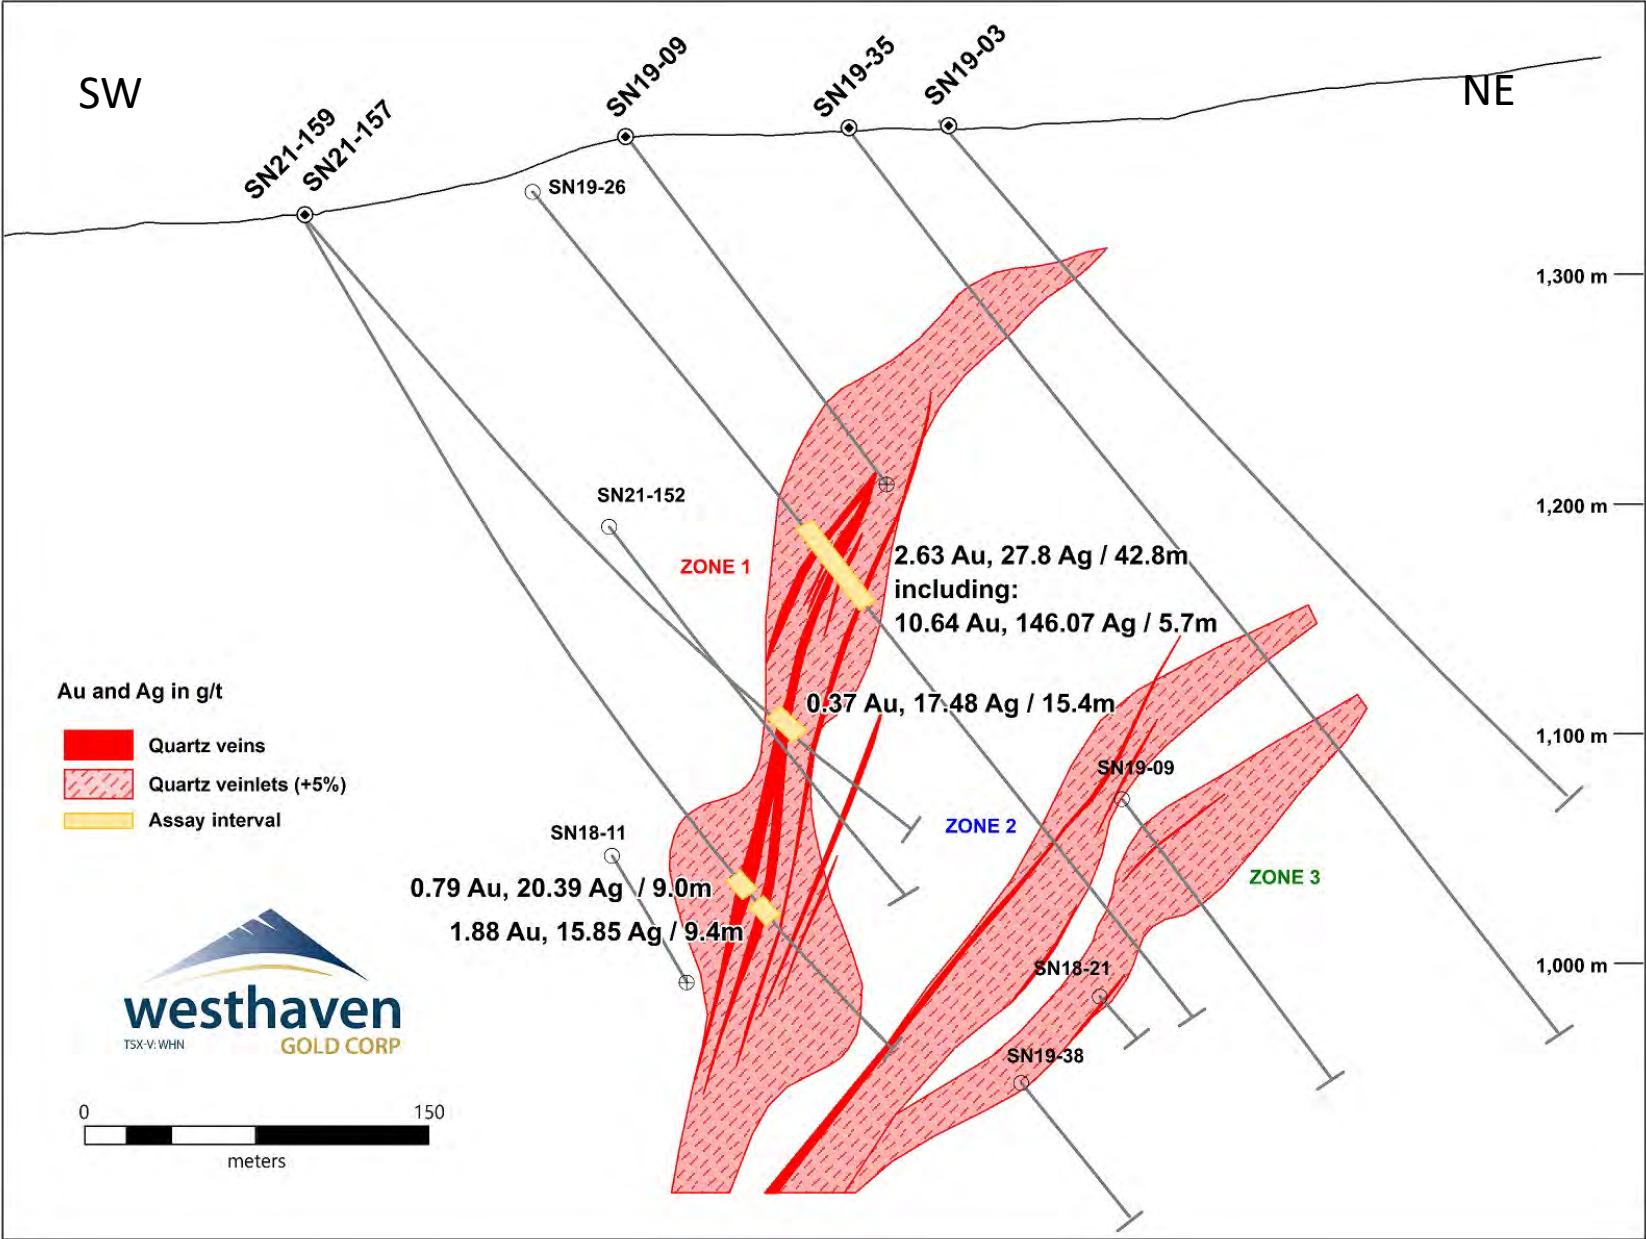 SW
NE
SN21-159
SN21-157
SN19-09
SN19-35
SN19-03
SN19-26
1,300 m
SN21-152
1,200 m
ZONE 1
2.63 Au, 27.8 Ag / 42.8m
including:
10.64 Au, 146.07 Ag / 5.7m
0.37 Au, 17.48 Ag / 15.4m
1,100 m
SN19-09
ZONE 2
SN18-11
0.79 Au, 20.39 Ag / 9.0m
1.88 Au, 15.85 Ag / 9.4m
ZONE 3
SN18-21
1,000 m
SN19-38
Au and Ag in g/t
Quartz veins
Quartz veinlets (+5%)
Assay interval
westhaven
TSX-V: WHN
GOLD CORP
0 150
meters